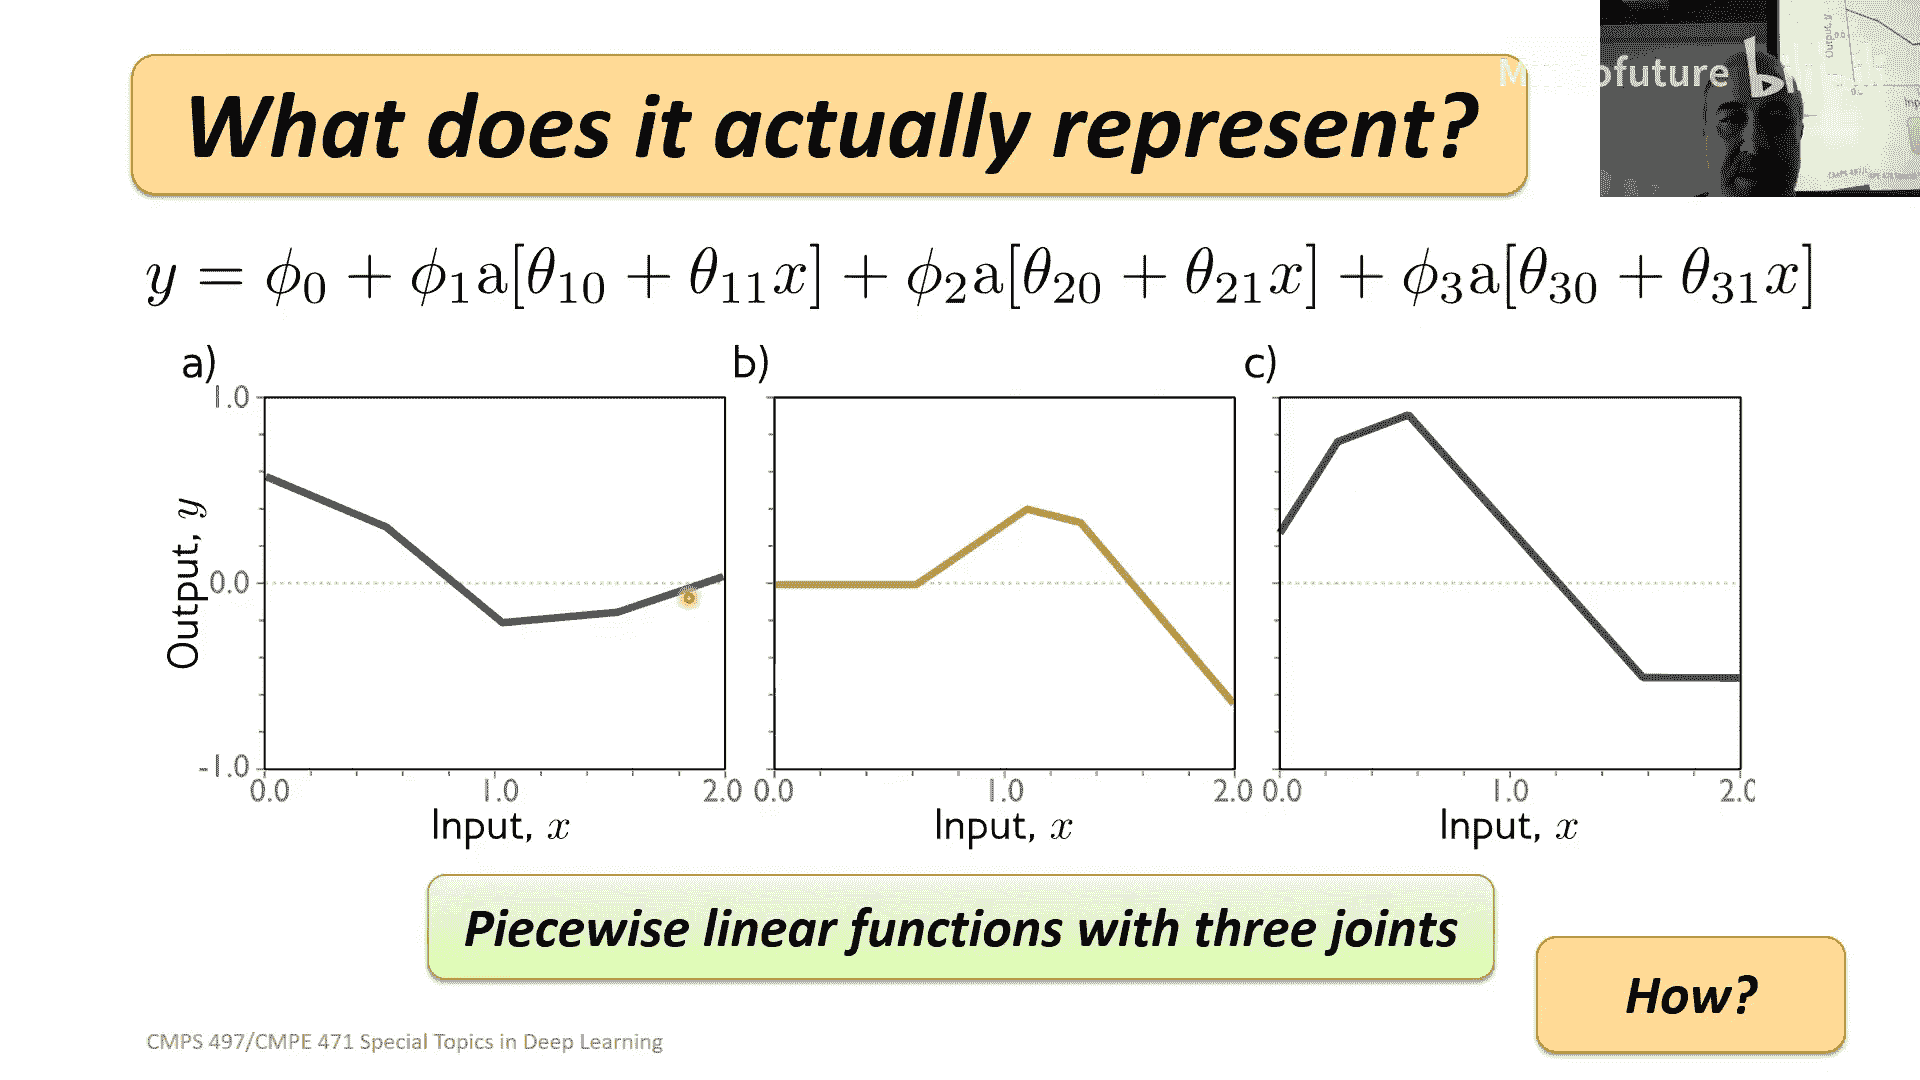 What does it actually represent?
ofuture
y = ϕ₀ + ϕ₁a[θ₁₀ + θ₁₁x] + ϕ₂a[θ₂₀ + θ₂₁x] + ϕ₃a[θ₃₀ + θ₃₁x]
a) b) c)
1.0
0.0
-1.0
Output, y
0.0 1.0 2.0 0.0 1.0 2.0 0.0 1.0 2.0
Input, x Input, x Input, x
Piecewise linear functions with three joints
How?
CMPS 497/CMPE 471 Special Topics in Deep Learning